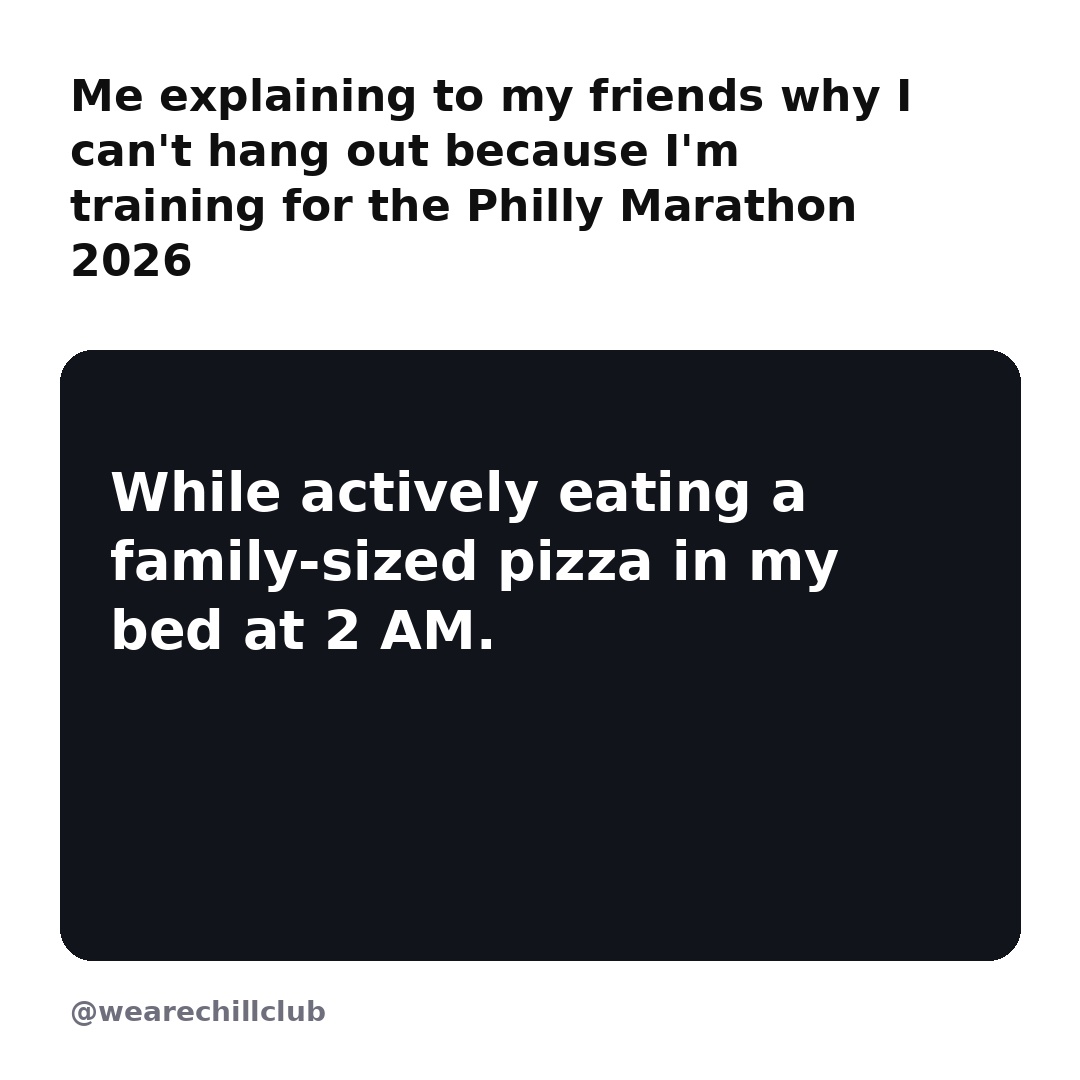 Me explaining to my friends why I
can't hang out because I'm
training for the Philly Marathon
2026
While actively eating a
family-sized pizza in my
bed at 2 AM.
@wearechillclub